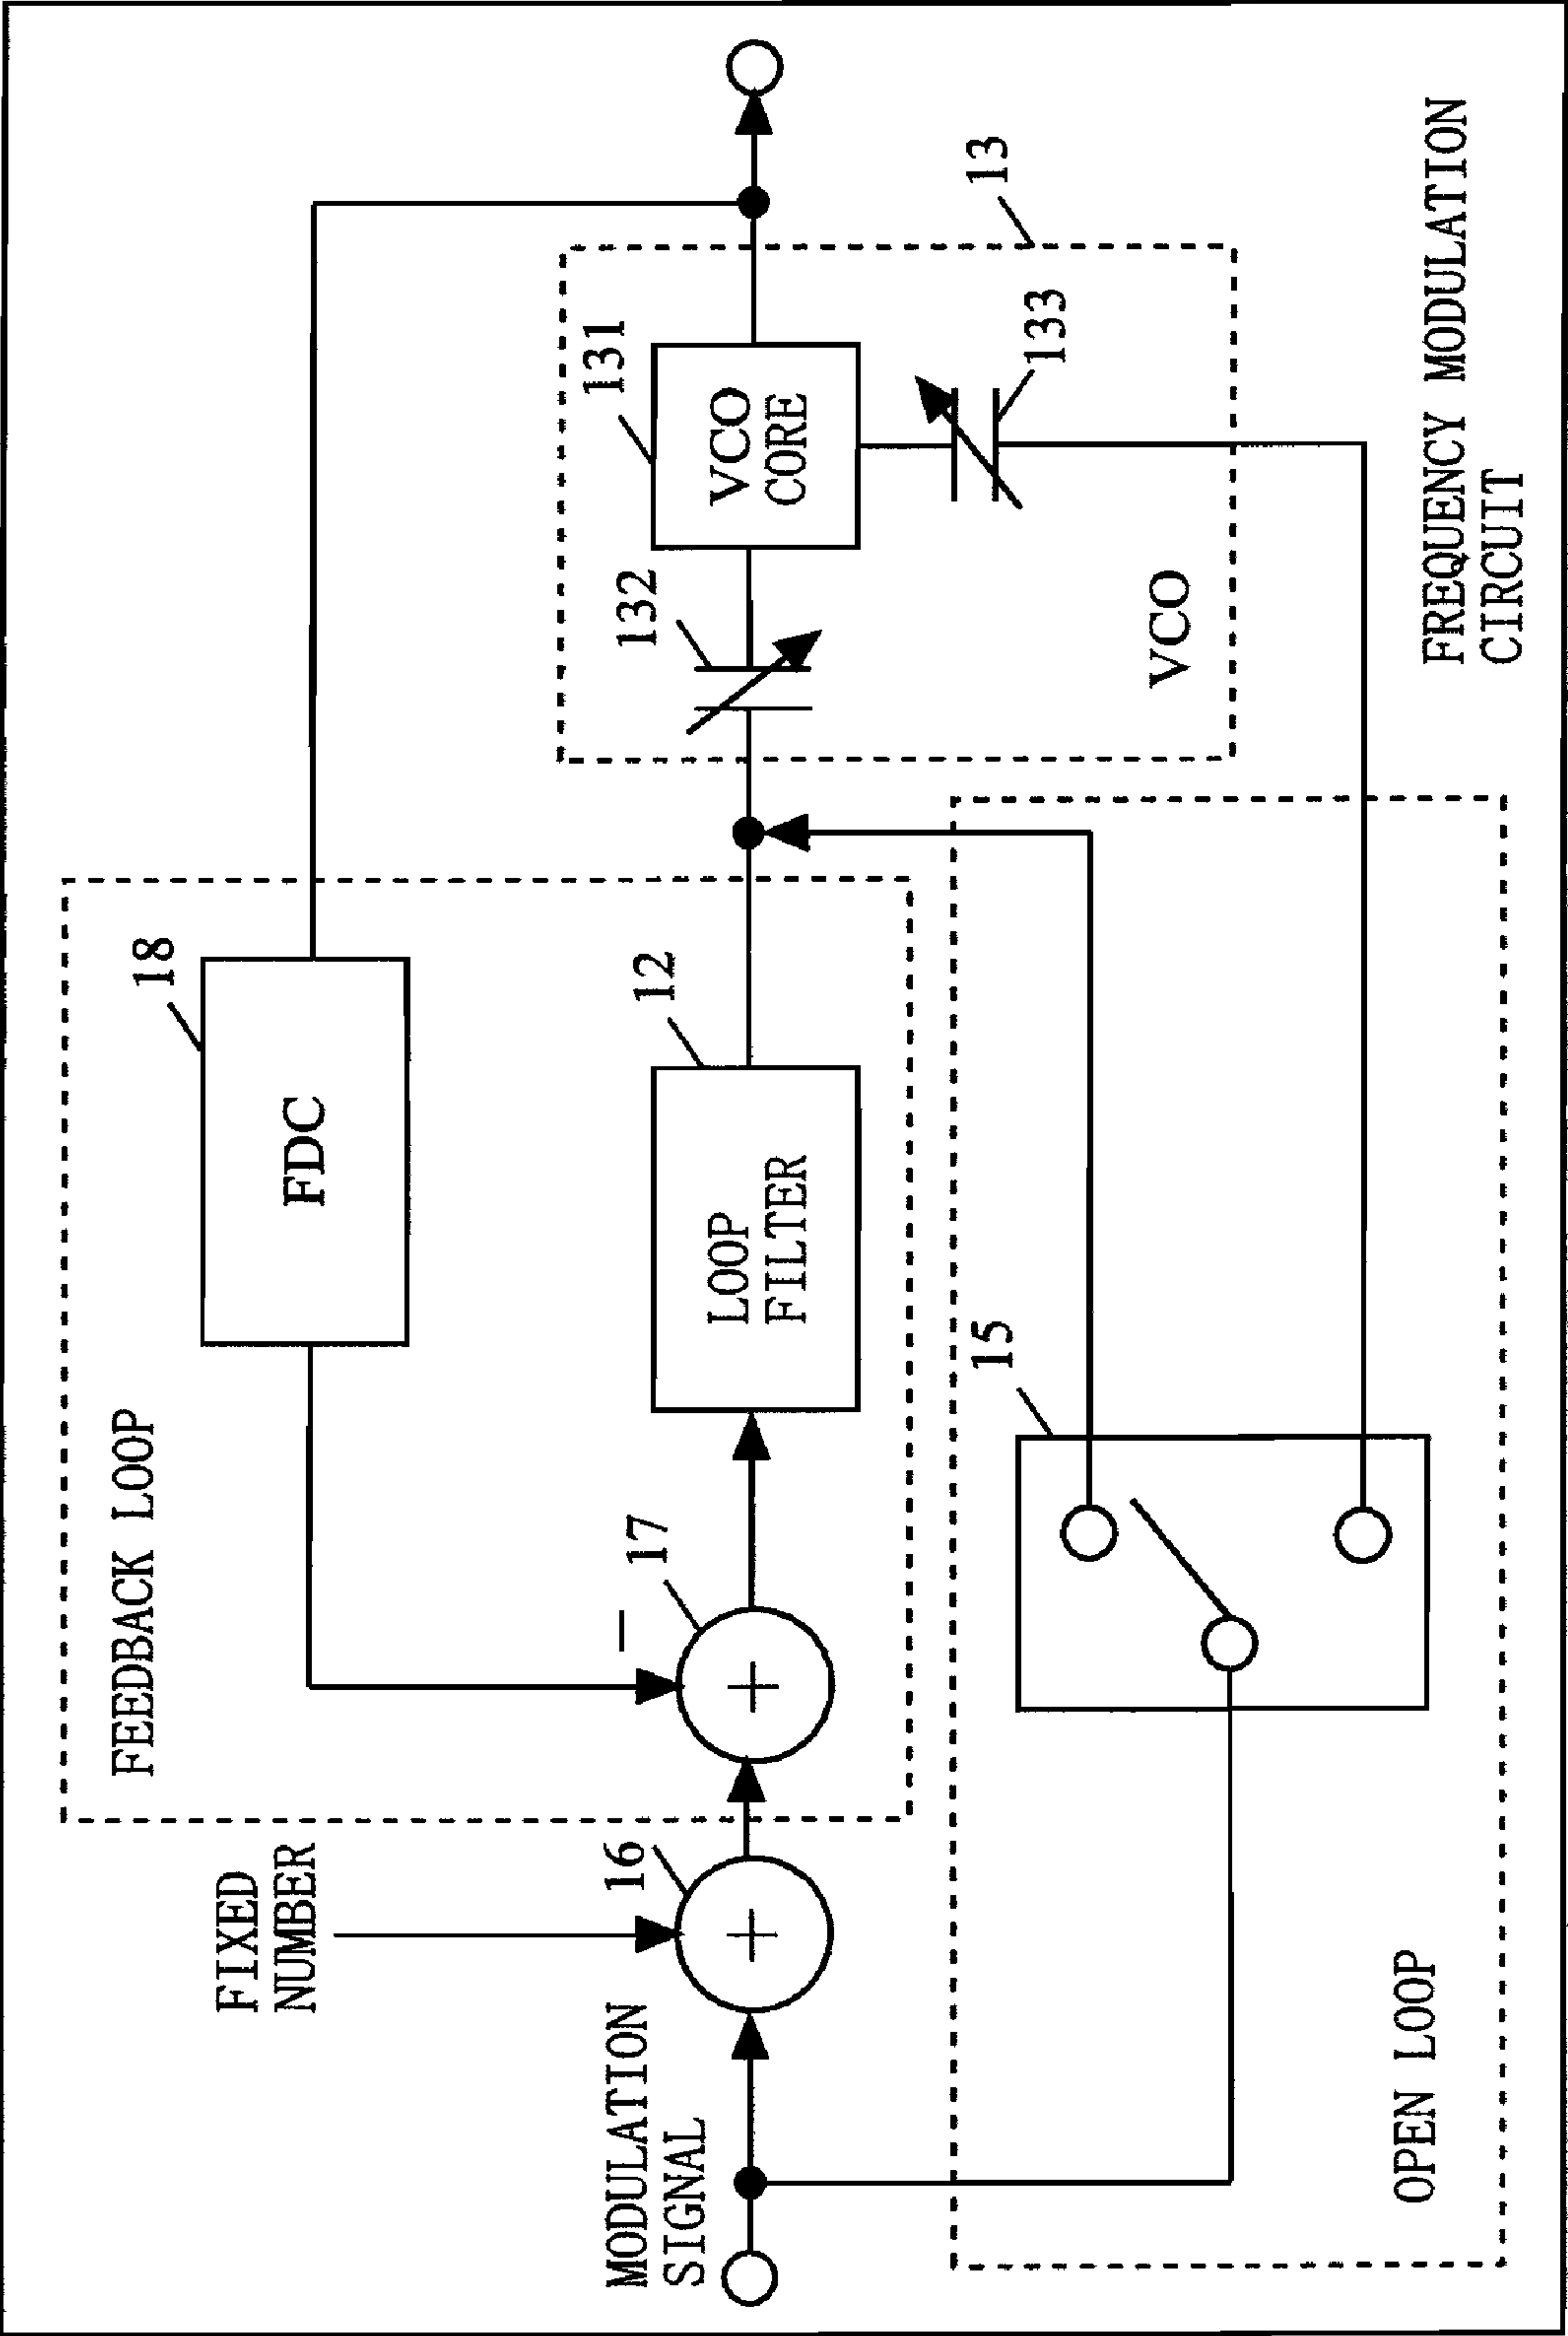 FEEDBACK LOOP
18
FDC
FIXED
NUMBER
16
17
−
12
LOOP
FILTER
132
131
VCO
CORE
133
13
VCO
MODULATION
SIGNAL
+
+
15
OPEN LOOP
FREQUENCY MODULATION
CIRCUIT